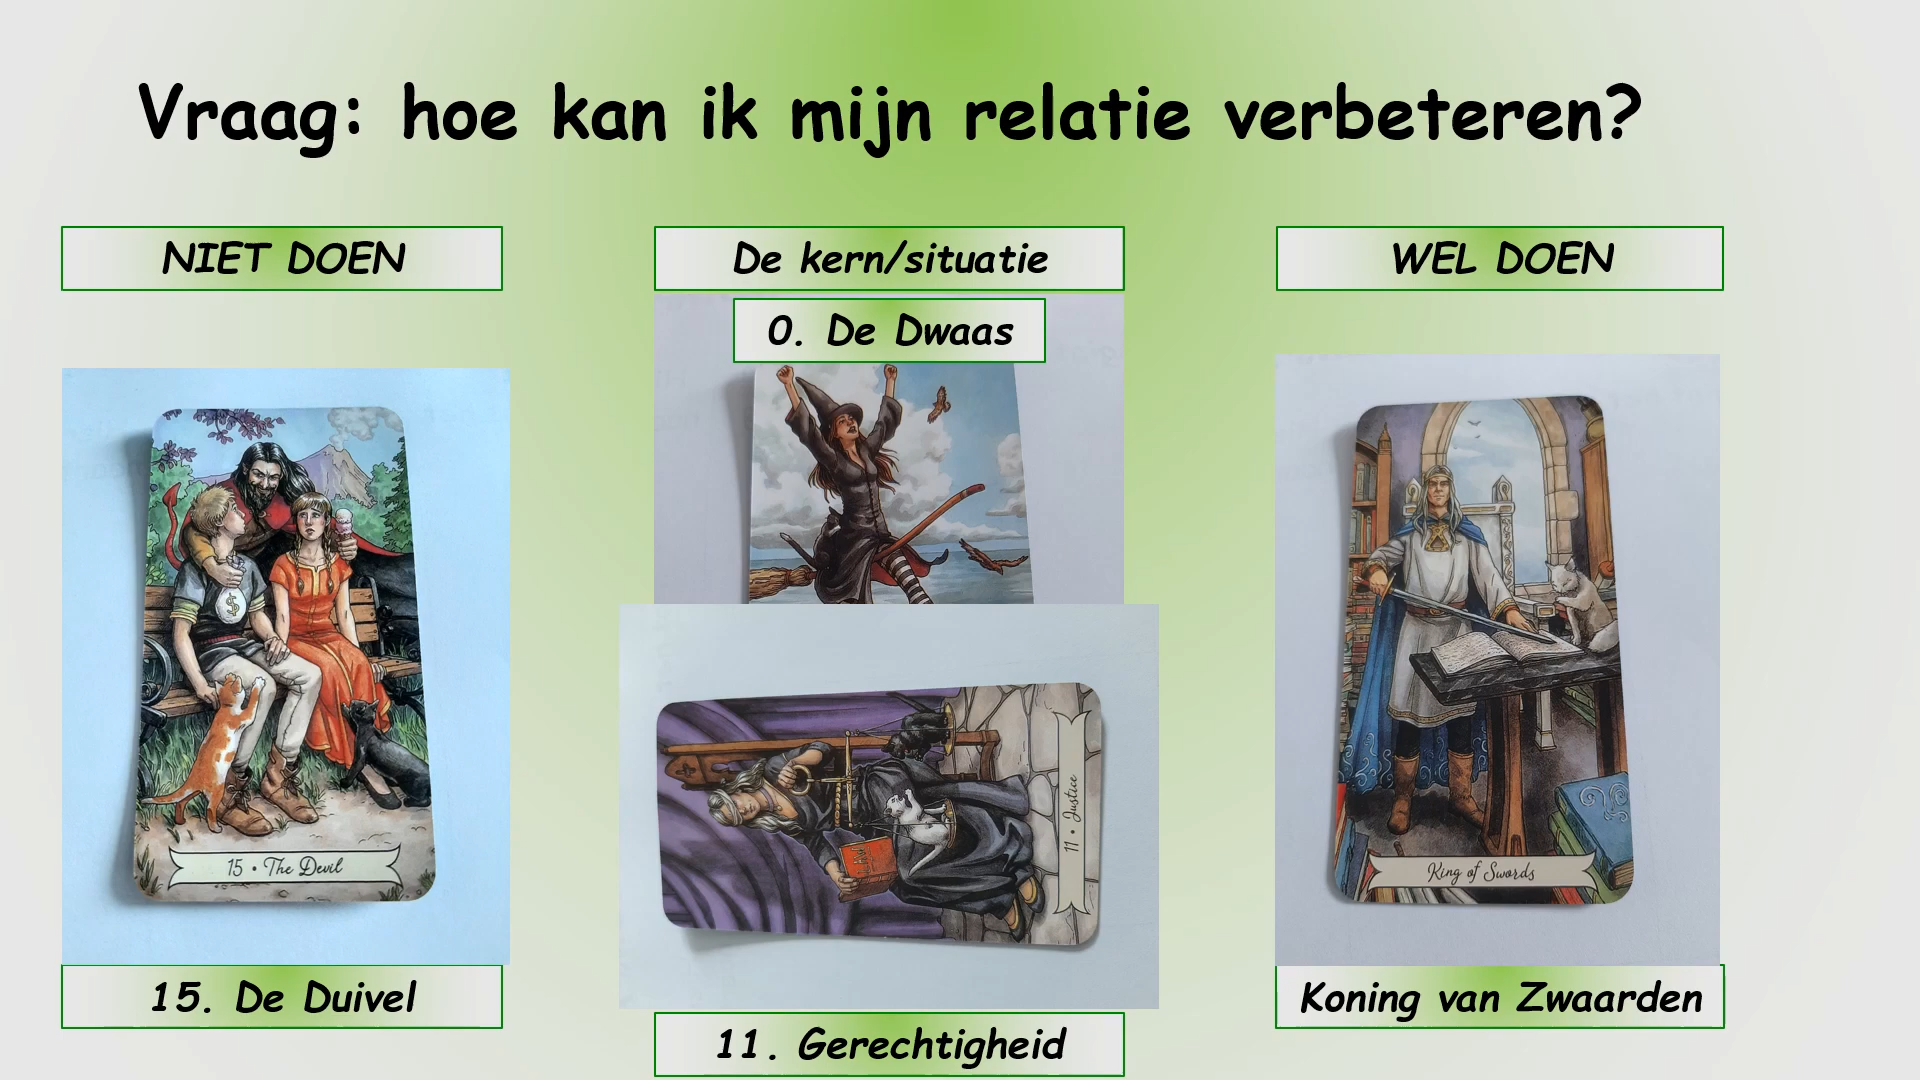 Vraag: hoe kan ik mijn relatie verbeteren?
NIET DOEN
De kern/situatie
WEL DOEN
0. De Dwaas
$
15 • The Devil
11 • Justice
King of Swords
15. De Duivel
11. Gerechtigheid
Koning van Zwaarden